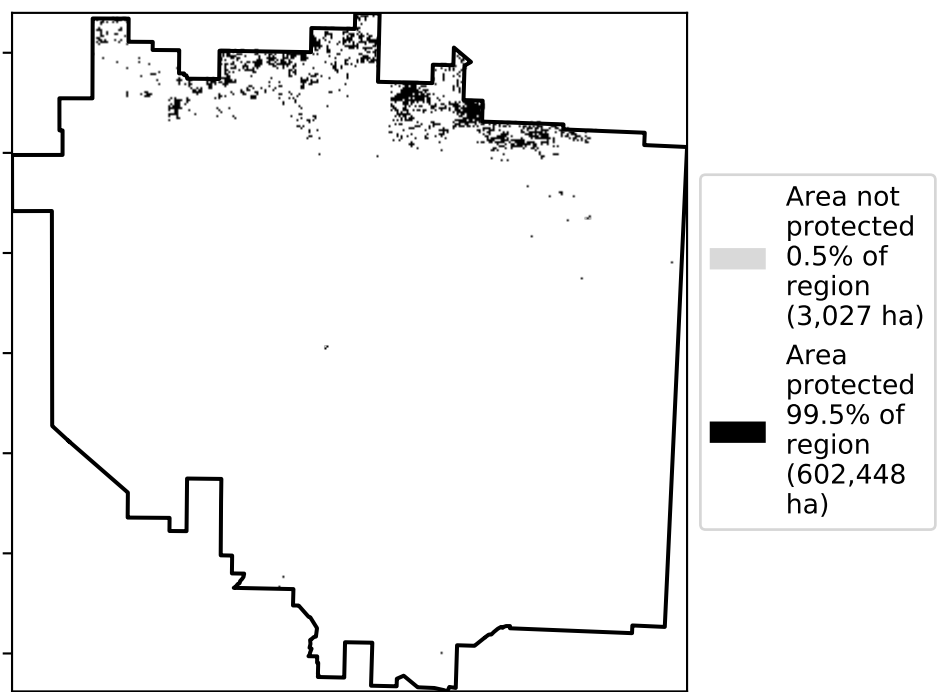 Area not
protected
0.5% of
region
(3,027 ha)
Area
protected
99.5% of
region
(602,448
ha)